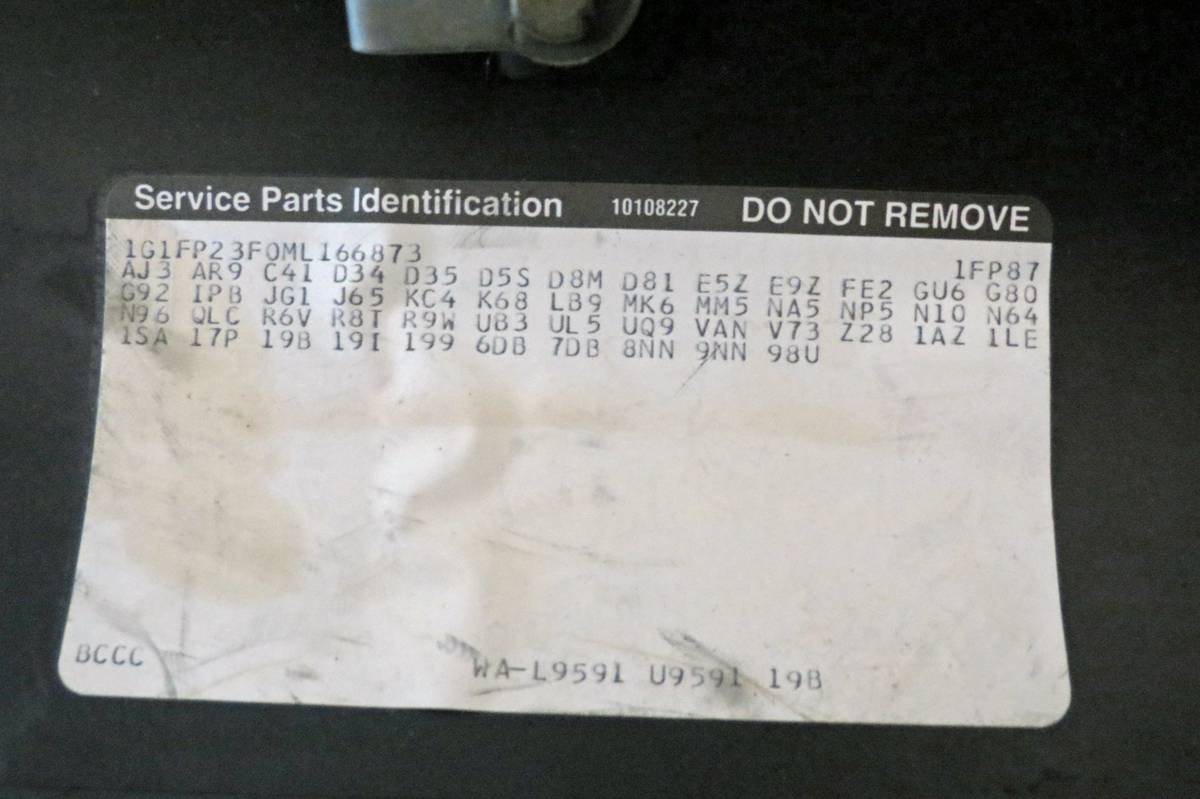 Service Parts Identification 10108227 DO NOT REMOVE
1G1FP23F0ML166873 1FP87
AJ3 AR9 C41 D34 D35 D5S D8M D81 E5Z E9Z FE2 GU6 G80
G92 IPB JG1 J65 KC4 K68 LB9 MK6 MM5 NA5 NP5 N10 N64
N96 QLC R6V R8T R9W UB3 UL5 UQ9 VAN V73 Z28 1AZ 1LE
1SA 17P 19B 19I 199 6DB 7DB 8NN 9NN 98U
BCCC WA-L9591 U9591 19B